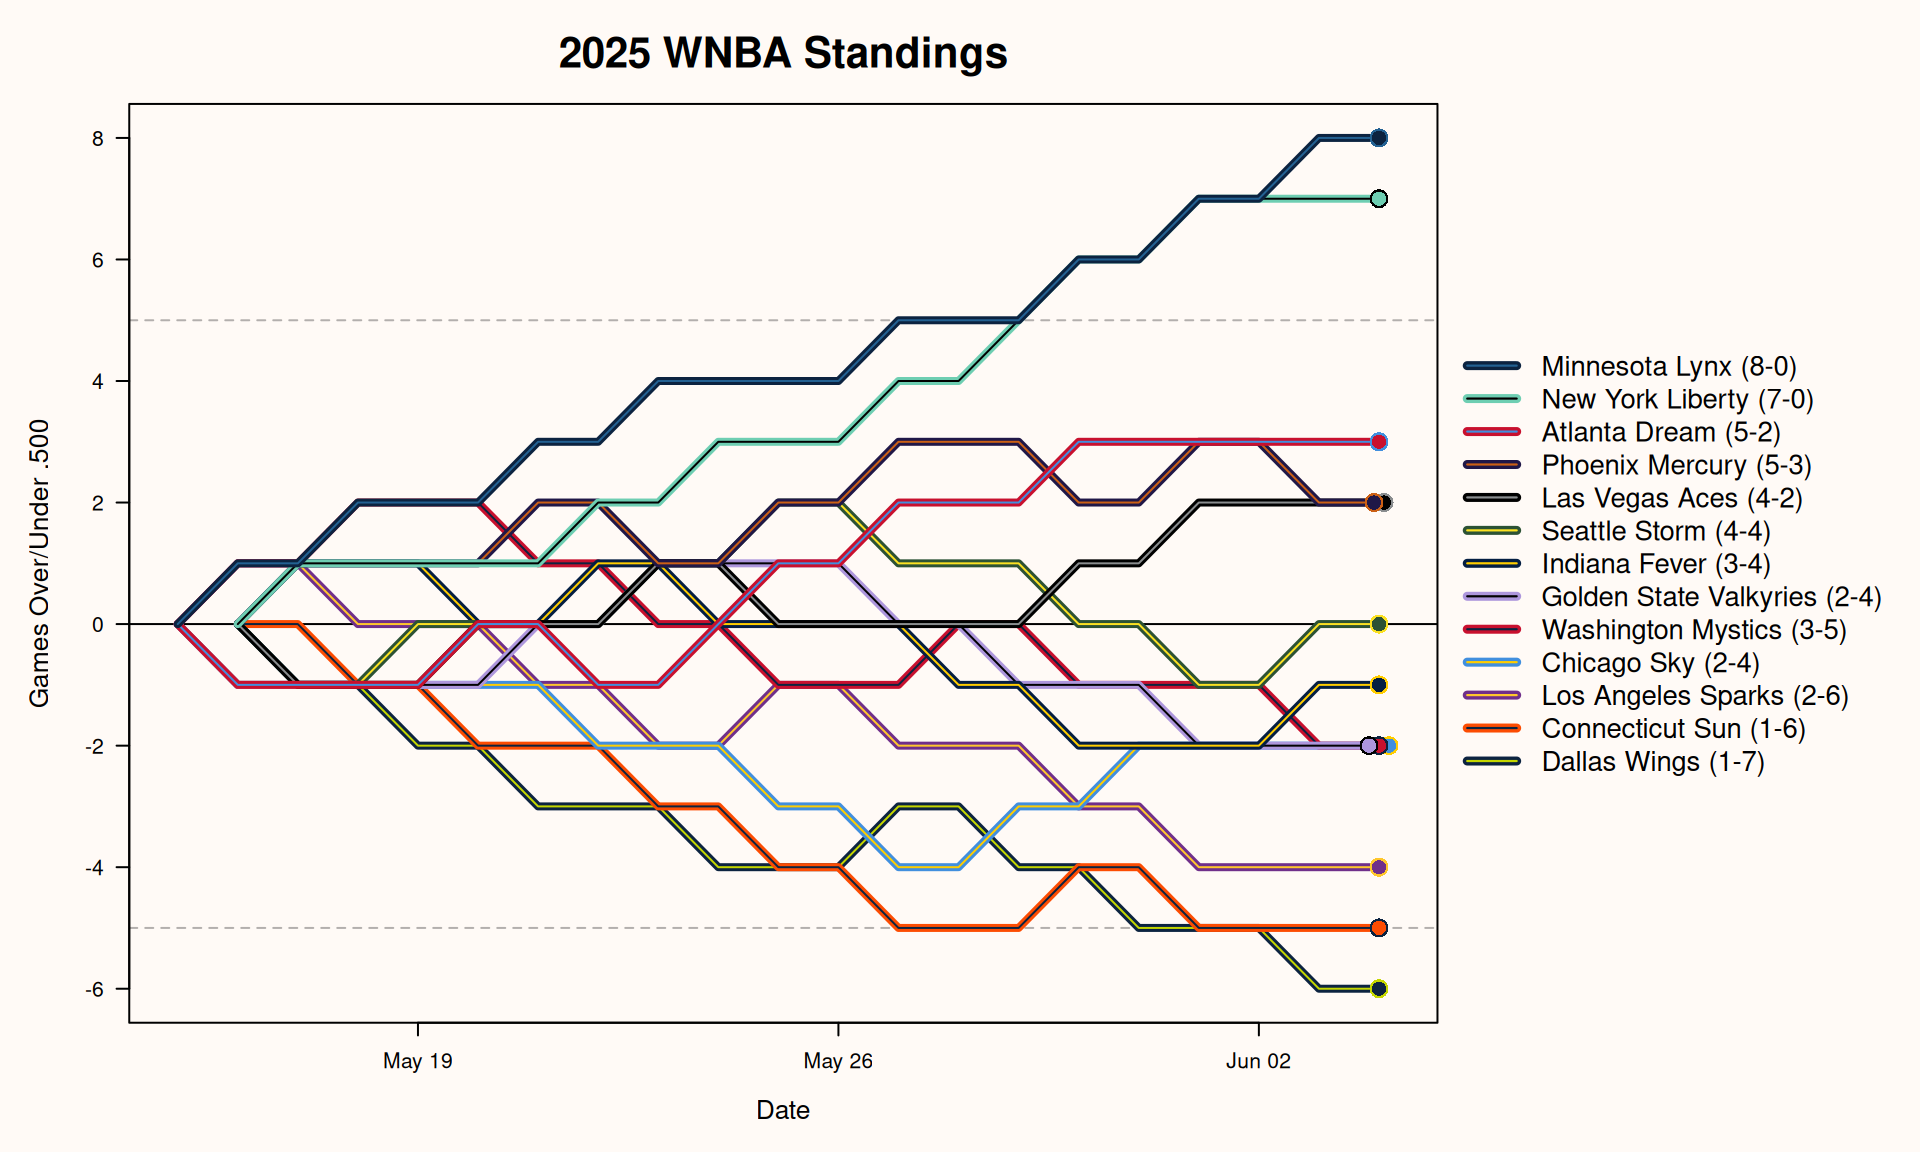 2025 WNBA Standings
Games Over/Under .500
8
6
4
2
0
-2
-4
-6
May 19
May 26
Jun 02
Date
Minnesota Lynx (8-0)
New York Liberty (7-0)
Atlanta Dream (5-2)
Phoenix Mercury (5-3)
Las Vegas Aces (4-2)
Seattle Storm (4-4)
Indiana Fever (3-4)
Golden State Valkyries (2-4)
Washington Mystics (3-5)
Chicago Sky (2-4)
Los Angeles Sparks (2-6)
Connecticut Sun (1-6)
Dallas Wings (1-7)